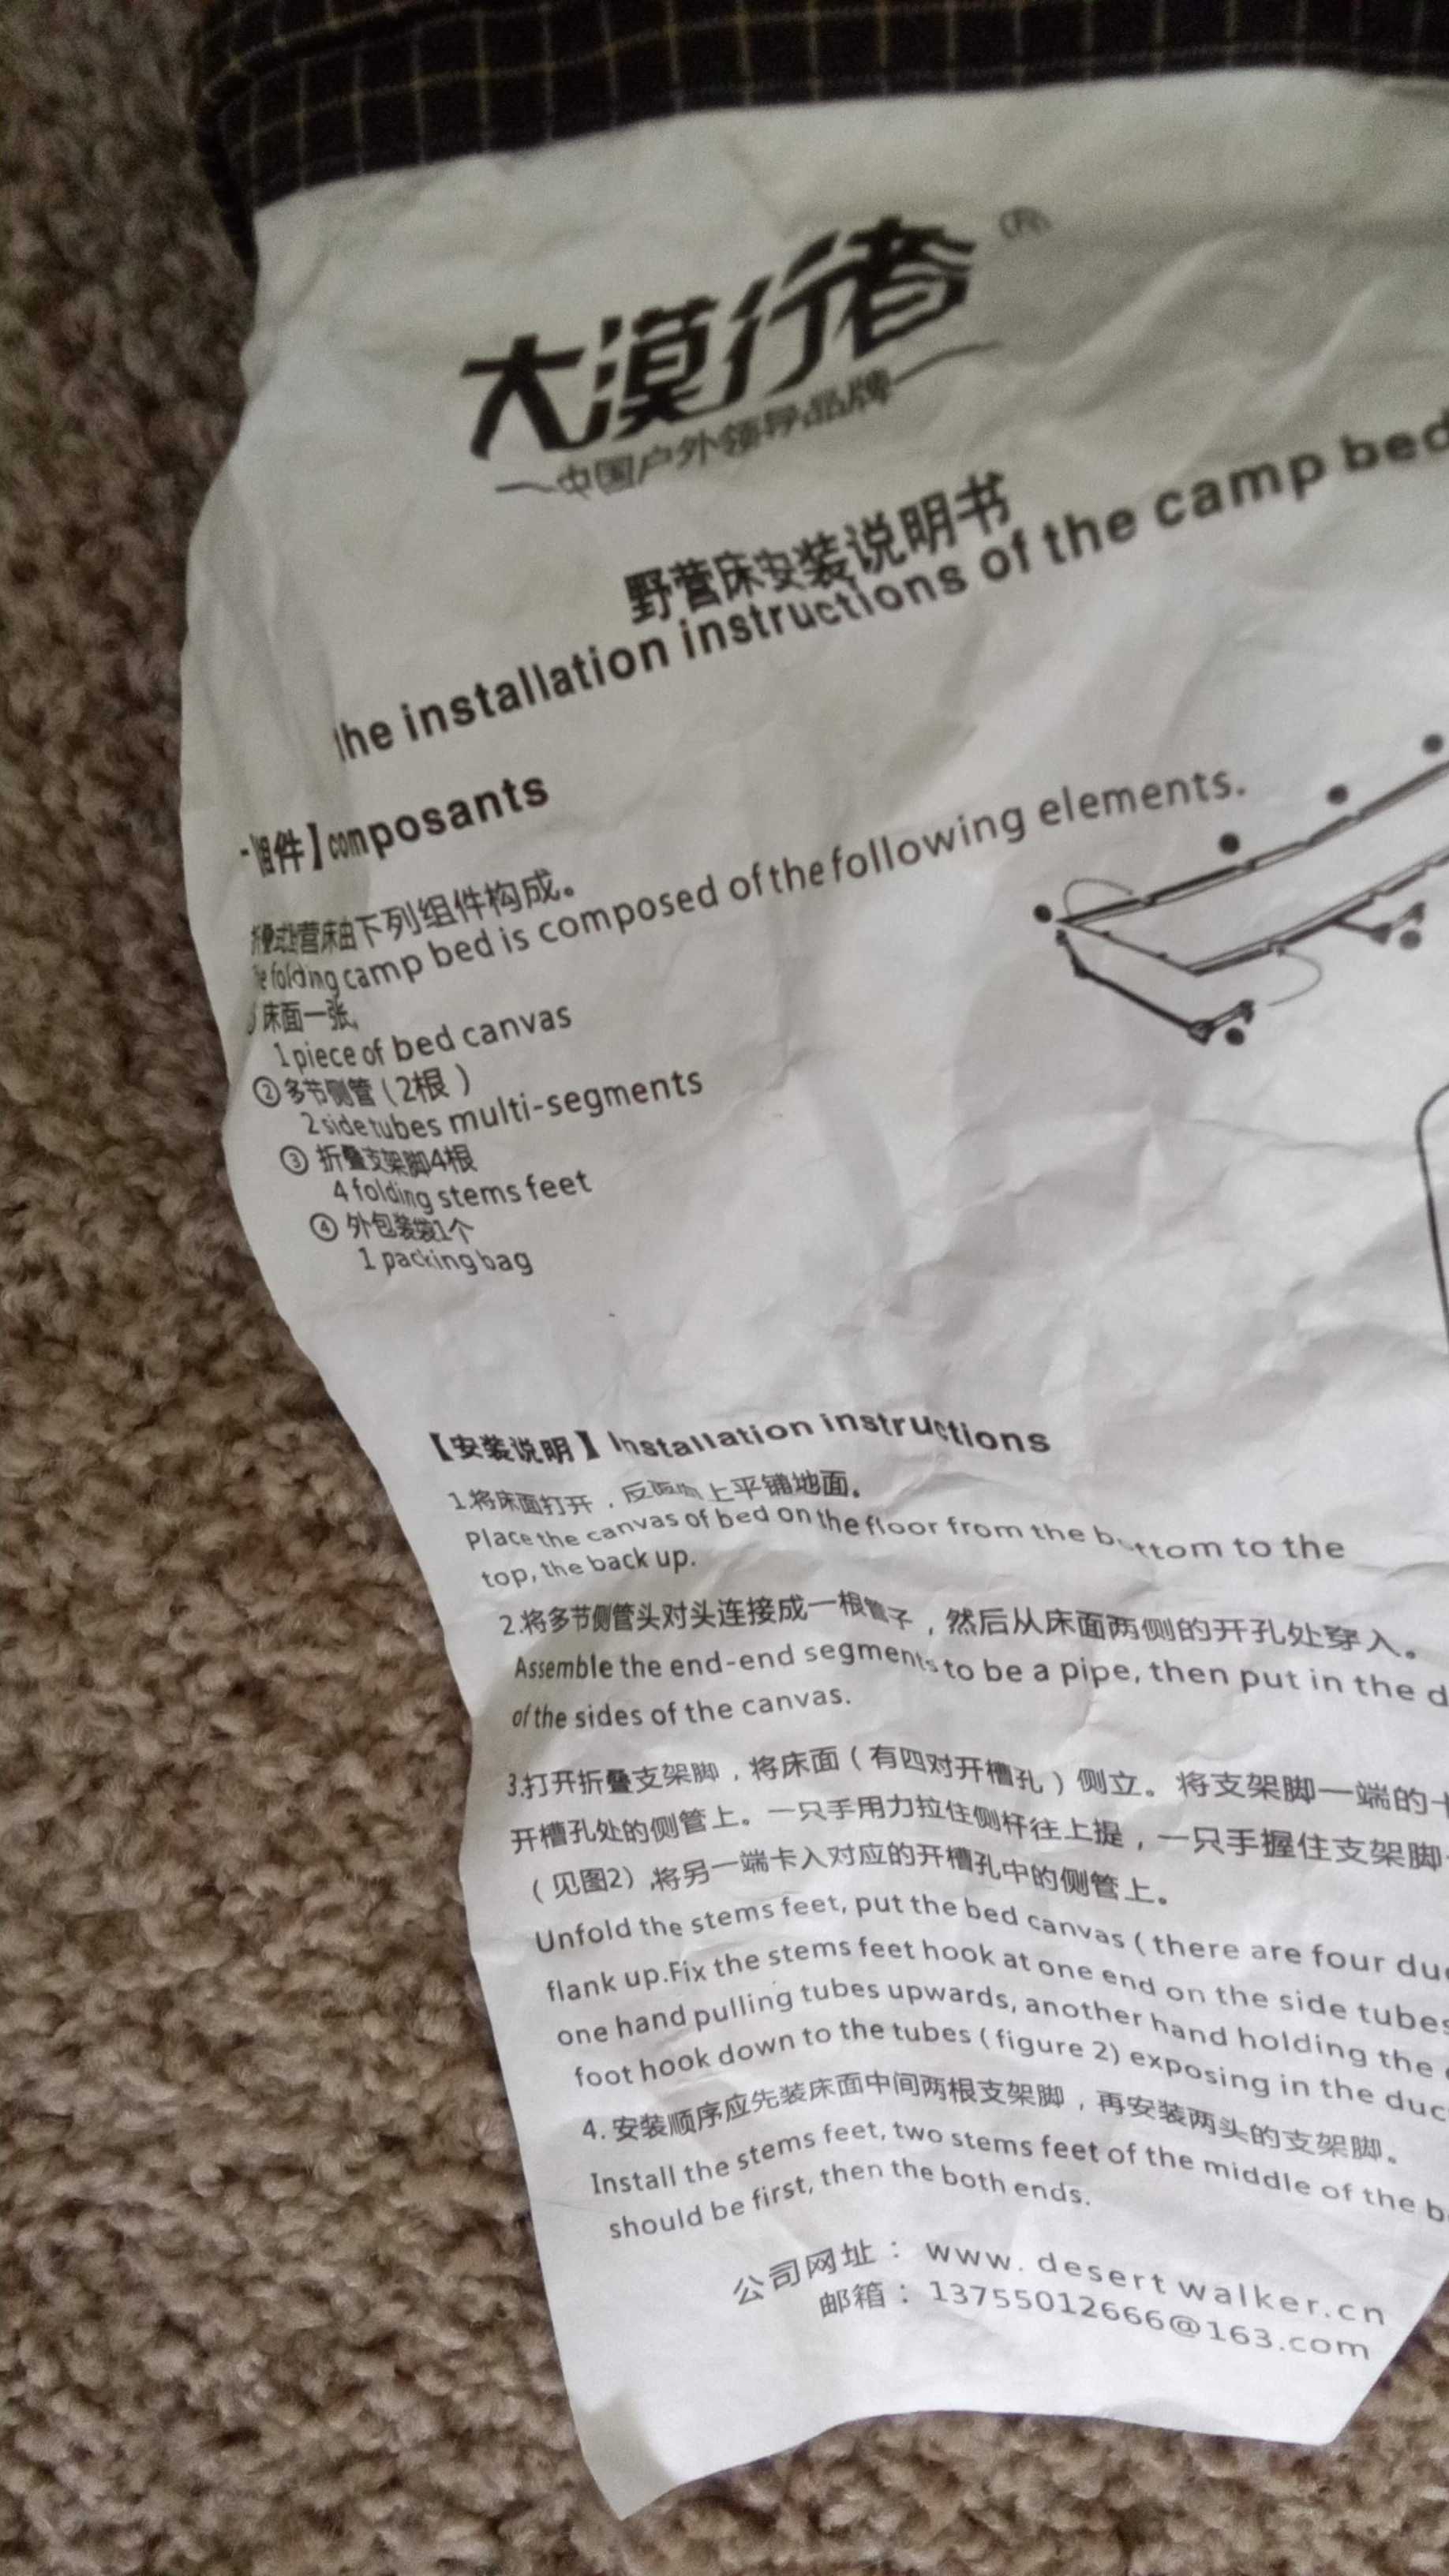 大漠行者®
中国户外领导品牌
野营床安装说明书
the installation instructions of the camp bed
组件】composants
折叠式野营床由下列组件构成。
folding camp bed is composed of the following elements.
床面一张,
1 piece of bed canvas
②多节侧管(2根)
2 side tubes multi-segments
③ 折叠支架脚4根
4 folding stems feet
④ 外包装袋1个
1 packing bag
【安装说明】Installation instructions
1.将床面打开,反面向上平铺地面。
Place the canvas of bed on the floor from the bottom to the
top, the back up.
2.将多节侧管头对头连接成一根管子,然后从床面两侧的开孔处穿入。
Assemble the end-end segments to be a pipe, then put in the
of the sides of the canvas.
3.打开折叠支架脚,将床面(有四对开槽孔)侧立。将支架脚一端的
开槽孔处的侧管上。一只手用力拉住侧杆往上提,一只手握住支架脚
(见图2),将另一端卡入对应的开槽孔中的侧管上。
Unfold the stems feet, put the bed canvas ( there are four
flank up.Fix the stems feet hook at one end on the side tubes
one hand pulling tubes upwards, another hand holding the
foot hook down to the tubes ( figure 2) exposing in the
4. 安装顺序应先装床面中间两根支架脚,再安装两头的支架脚。
Install the stems feet, two stems feet of the middle of the
should be first, then the both ends.
公司网址: www. desert walker.cn
邮箱: 13755012666@163.com